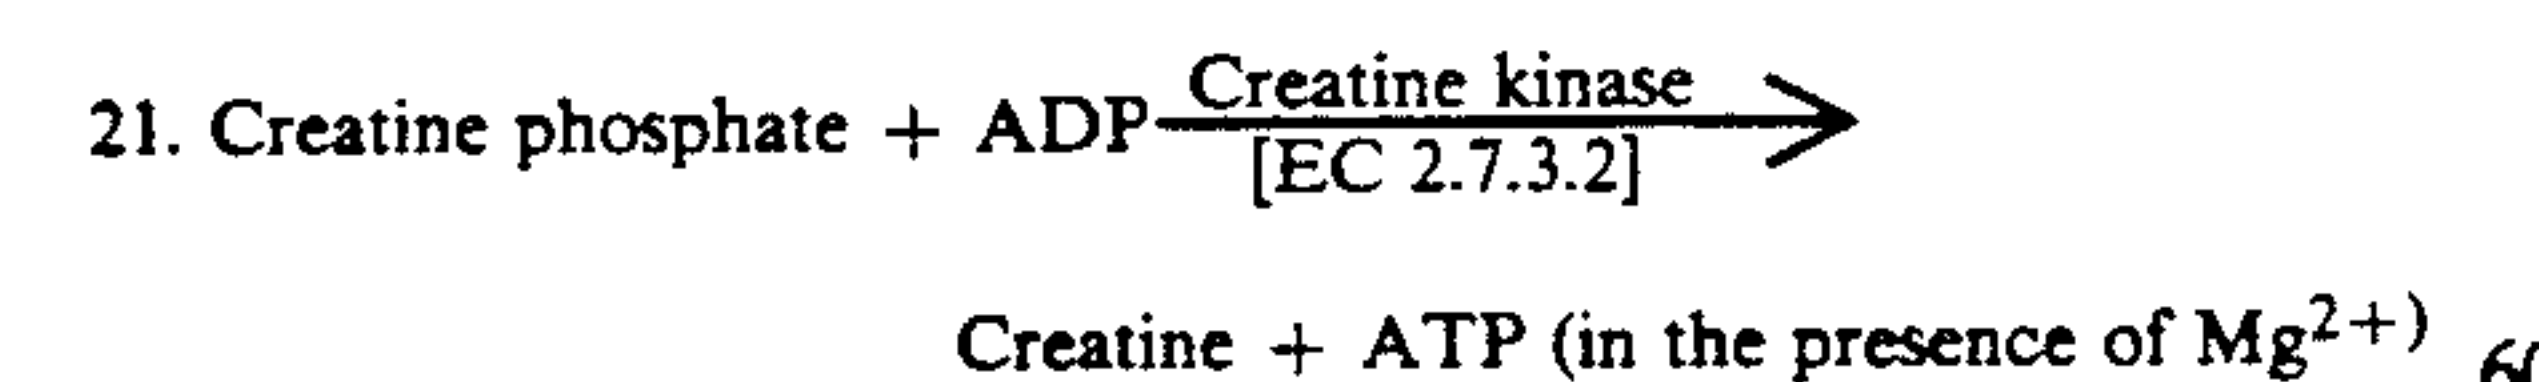 21. Creatine phosphate + ADP
Creatine kinase
[EC 2.7.3.2]
Creatine + ATP (in the presence of Mg2+)